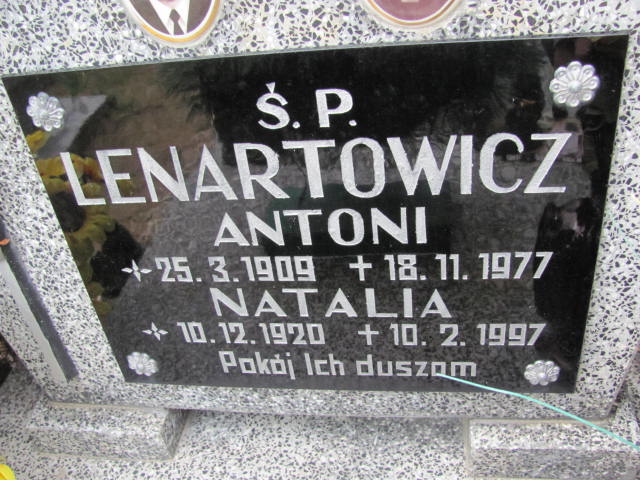 Ś. P.
LENARTOWICZ
ANTONI
25. 3. 1909 + 18. 11. 1977
NATALIA
10. 12. 1920 + 10. 2. 1997
Pokój Ich duszom